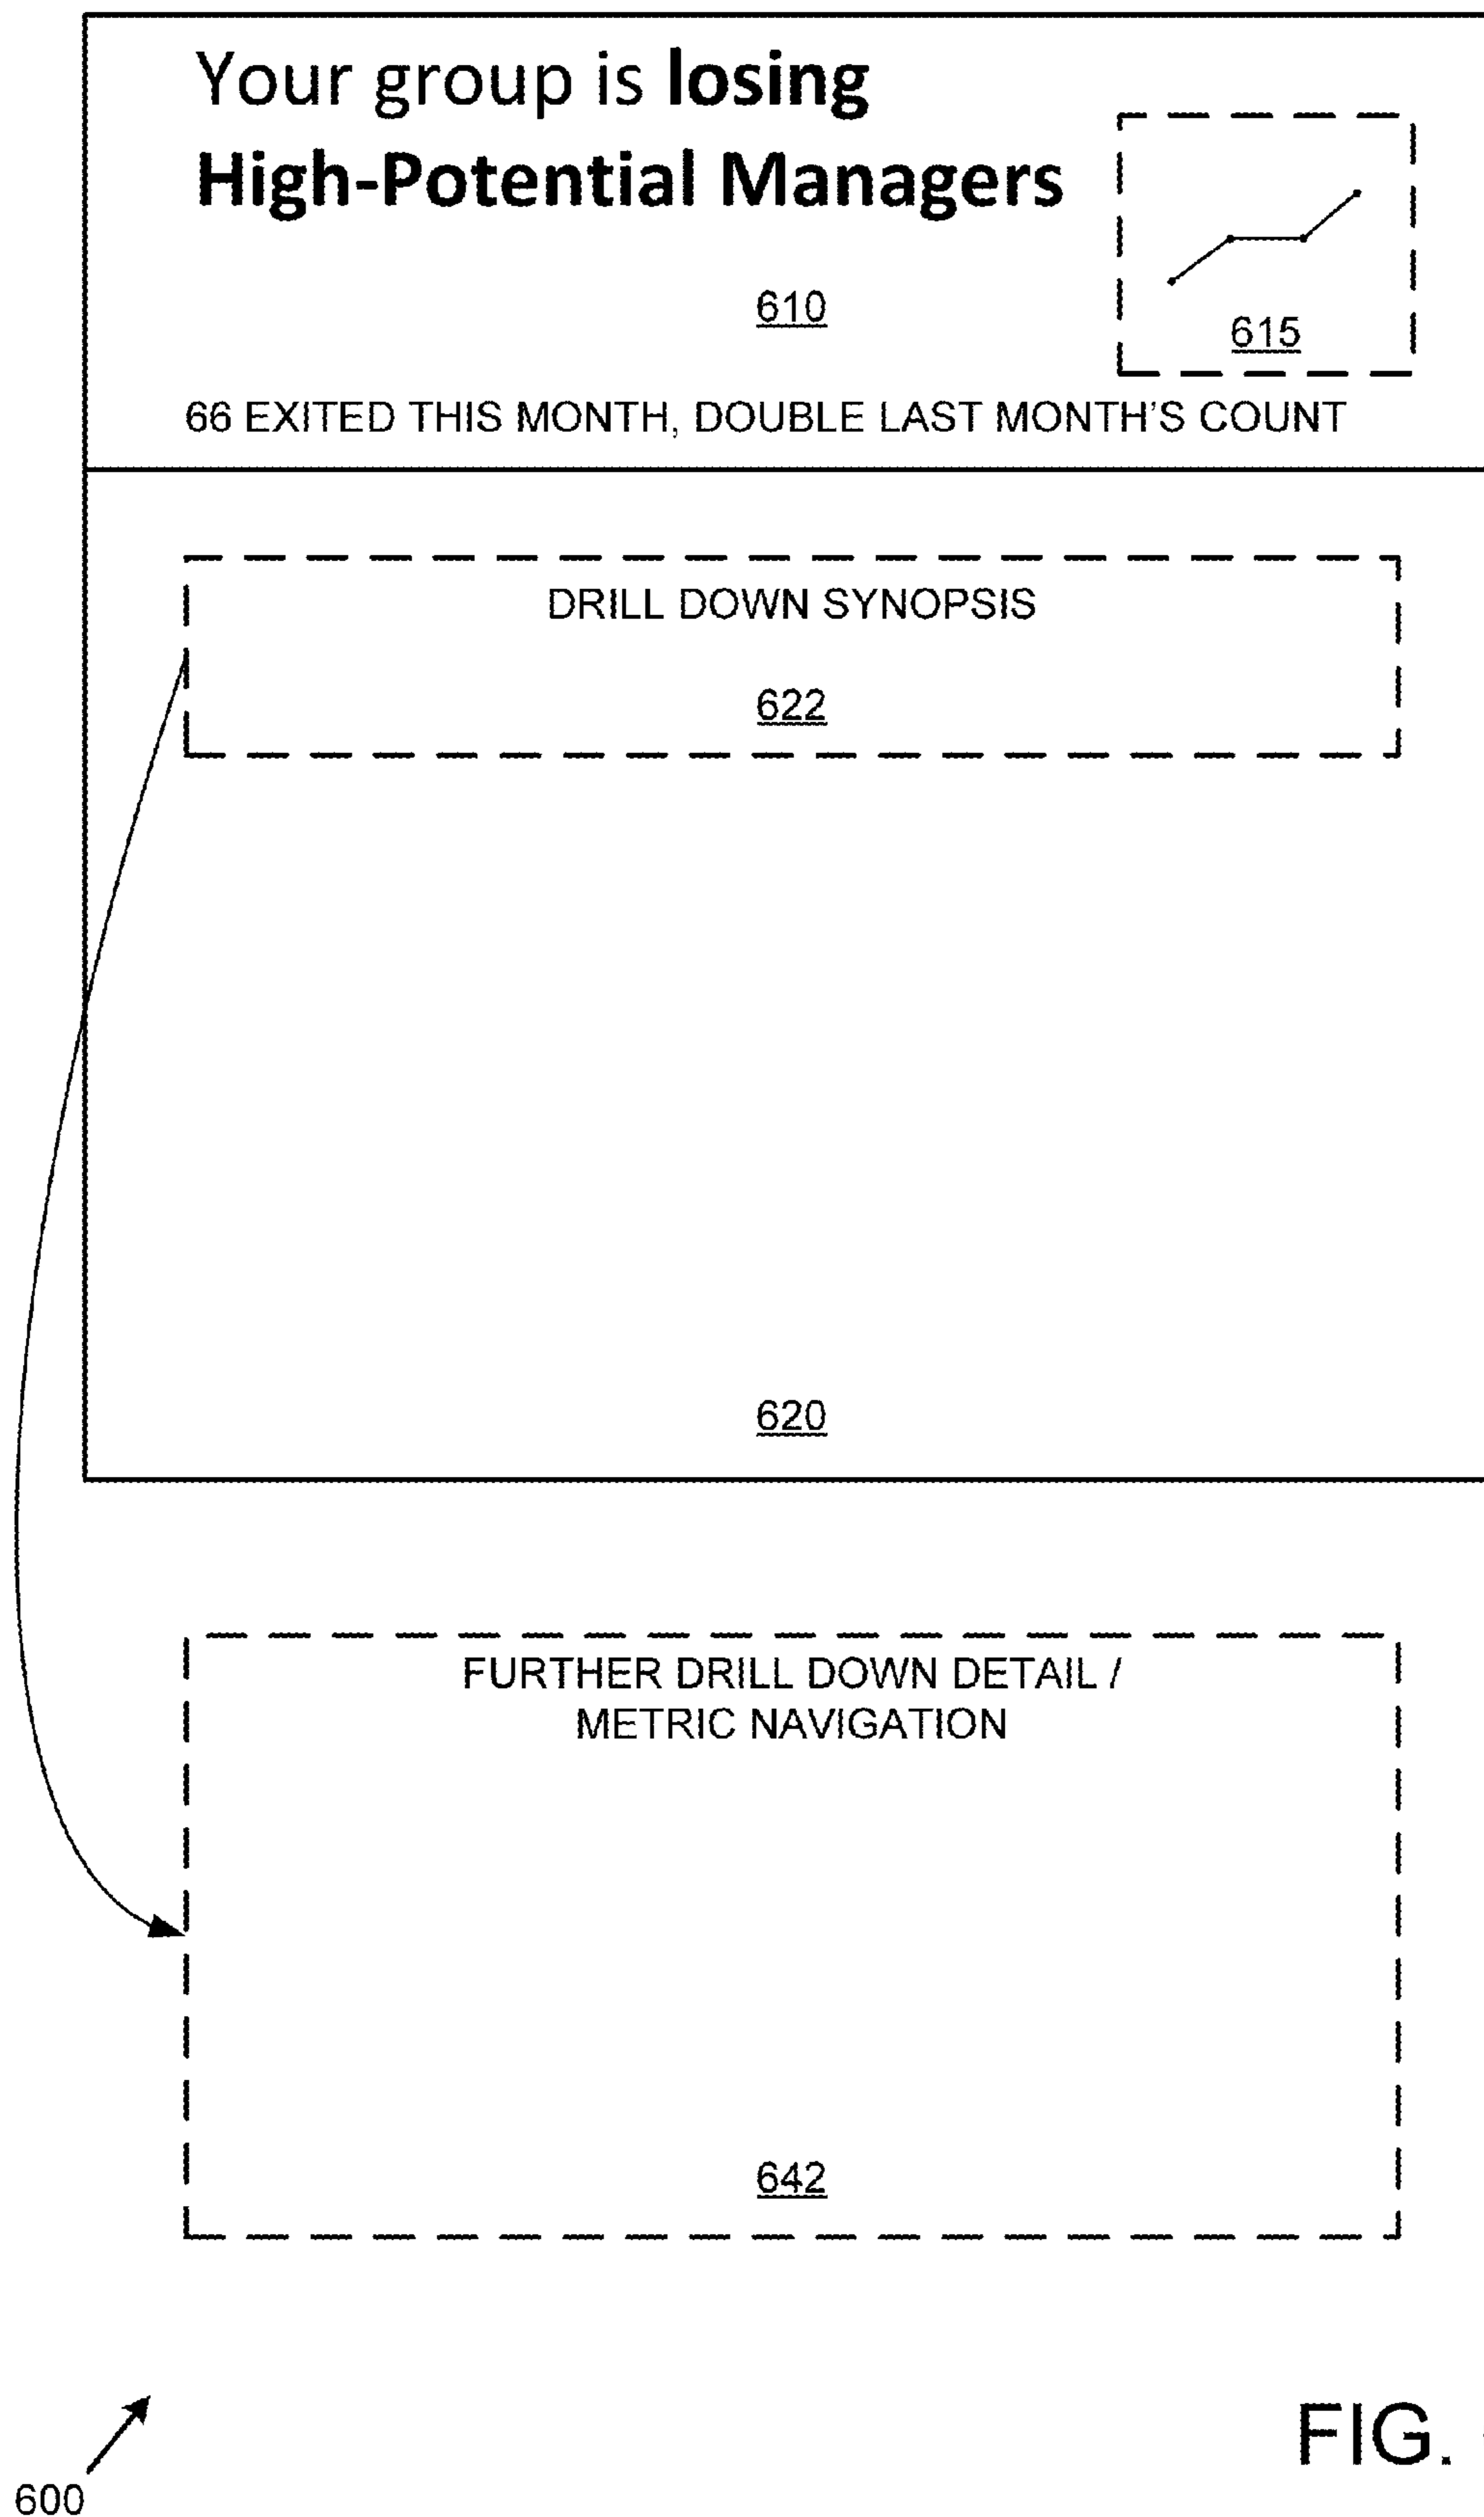 Your group is losing
High-Potential Managers
610
615
66 EXITED THIS MONTH, DOUBLE LAST MONTH'S COUNT
DRILL DOWN SYNOPSIS
622
620
FURTHER DRILL DOWN DETAIL /
METRIC NAVIGATION
642
FIG.
600